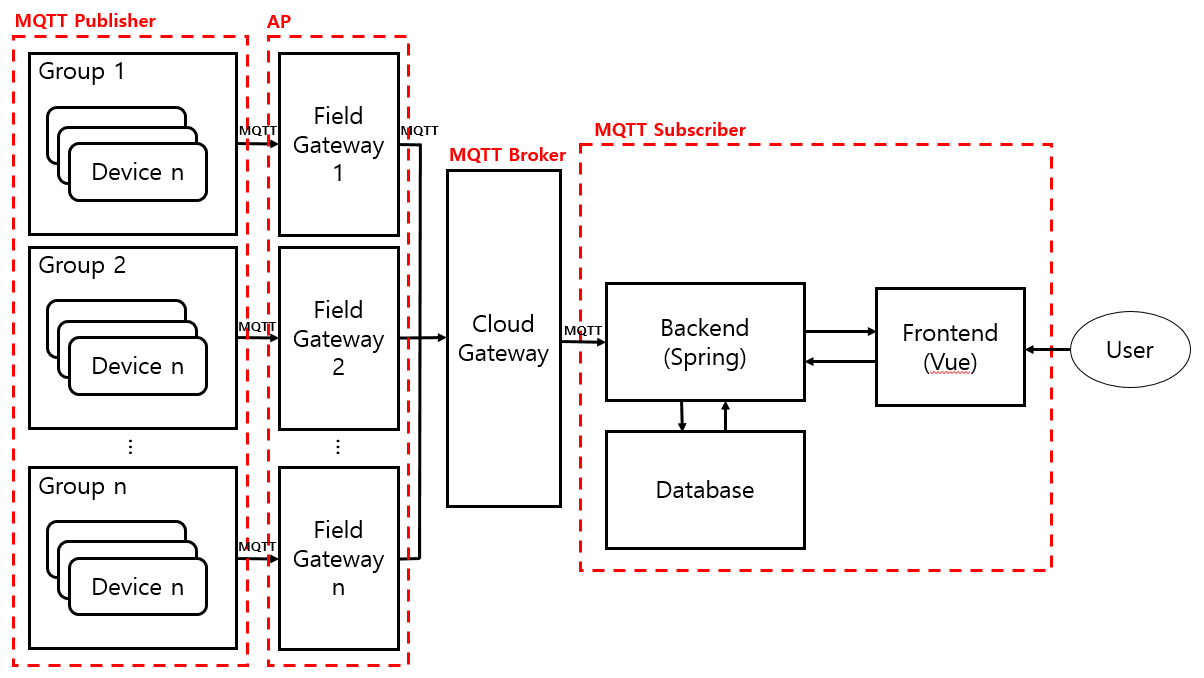 MQTT Publisher
AP
Group 1
Device n
MQTT
Field
Gateway
1
MQTT
Group 2
Device n
MQTT
Field
Gateway
2
⋮
⋮
Group n
Device n
MQTT
Field
Gateway
n
MQTT Broker
Cloud
Gateway
MQTT
MQTT Subscriber
Backend
(Spring)
Database
Frontend
(Vue)
User